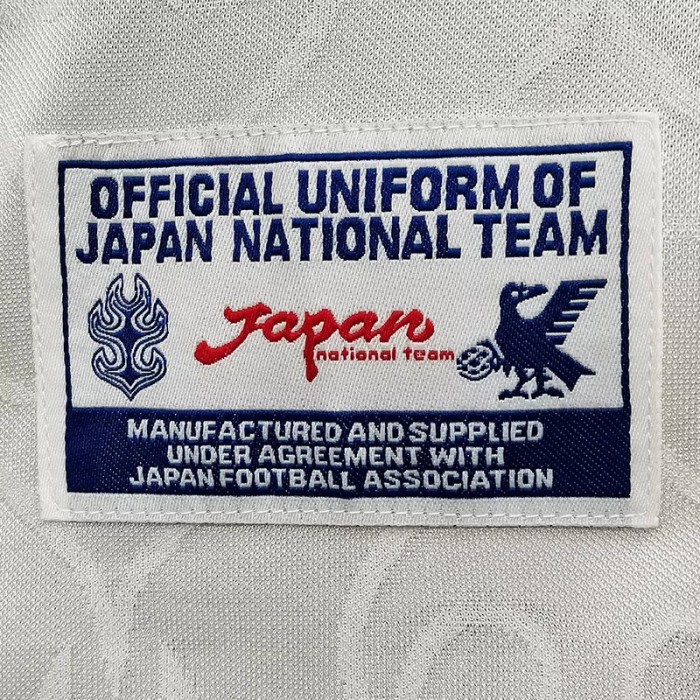 OFFICIAL UNIFORM OF
JAPAN NATIONAL TEAM
Japan
national team
MANUFACTURED AND SUPPLIED
UNDER AGREEMENT WITH
JAPAN FOOTBALL ASSOCIATION